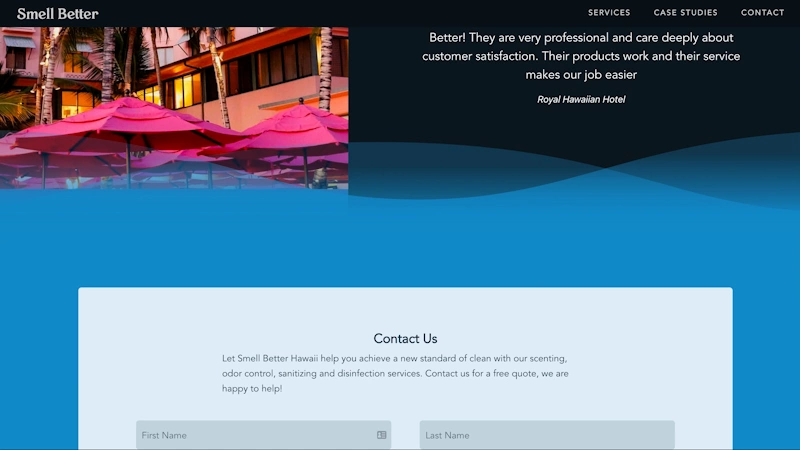 Smell Better
SERVICES
CASE STUDIES
CONTACT
Better! They are very professional and care deeply about
customer satisfaction. Their products work and their service
makes our job easier
Royal Hawaiian Hotel
Contact Us
Let Smell Better Hawaii help you achieve a new standard of clean with our scenting,
odor control, sanitizing and disinfection services. Contact us for a free quote, we are
happy to help!
First Name
Last Name